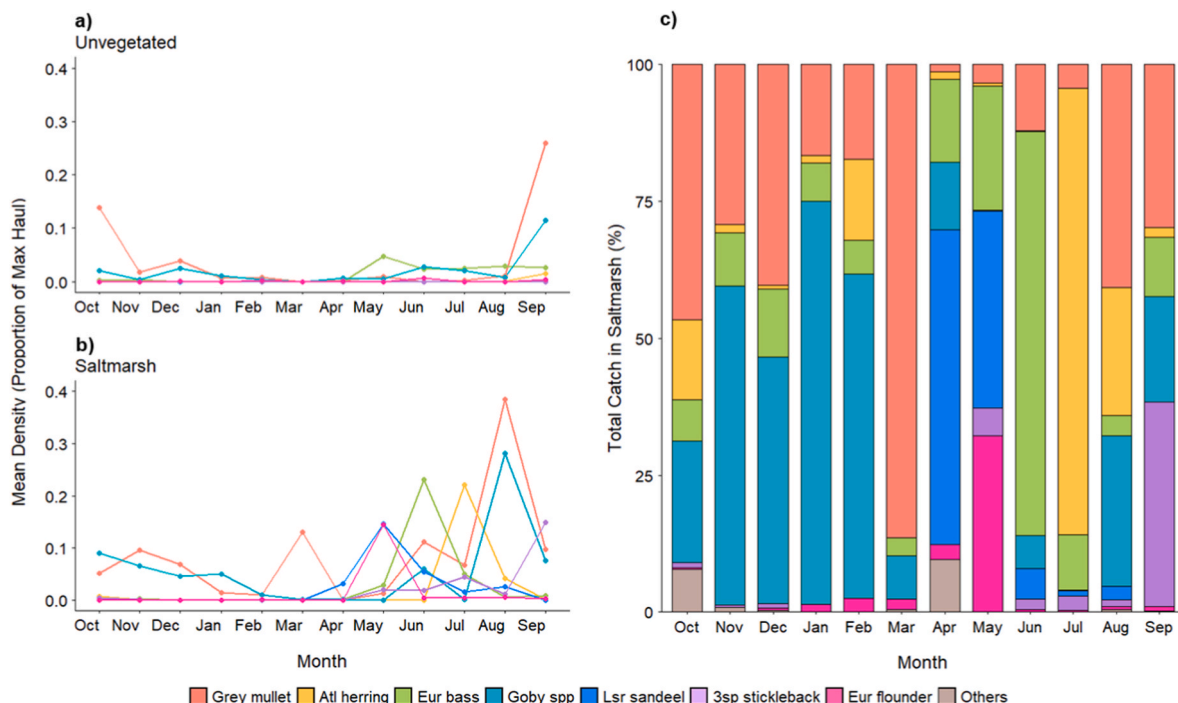 a)
Unvegetated
0.4
0.3
0.2
0.1
0.0
Oct Nov Dec Jan Feb Mar Apr May Jun Jul Aug Sep
b)
Saltmarsh
0.4
0.3
0.2
0.1
0.0
Oct Nov Dec Jan Feb Mar Apr May Jun Jul Aug Sep
Month
Mean Density (Proportion of Max Haul)
c)
100
75
50
25
0
Total Catch in Saltmarsh (%)
Oct Nov Dec Jan Feb Mar Apr May Jun Jul Aug Sep
Month
Grey mullet Atl herring Eur bass Goby spp Lsr sandeel 3sp stickleback Eur flounder Others